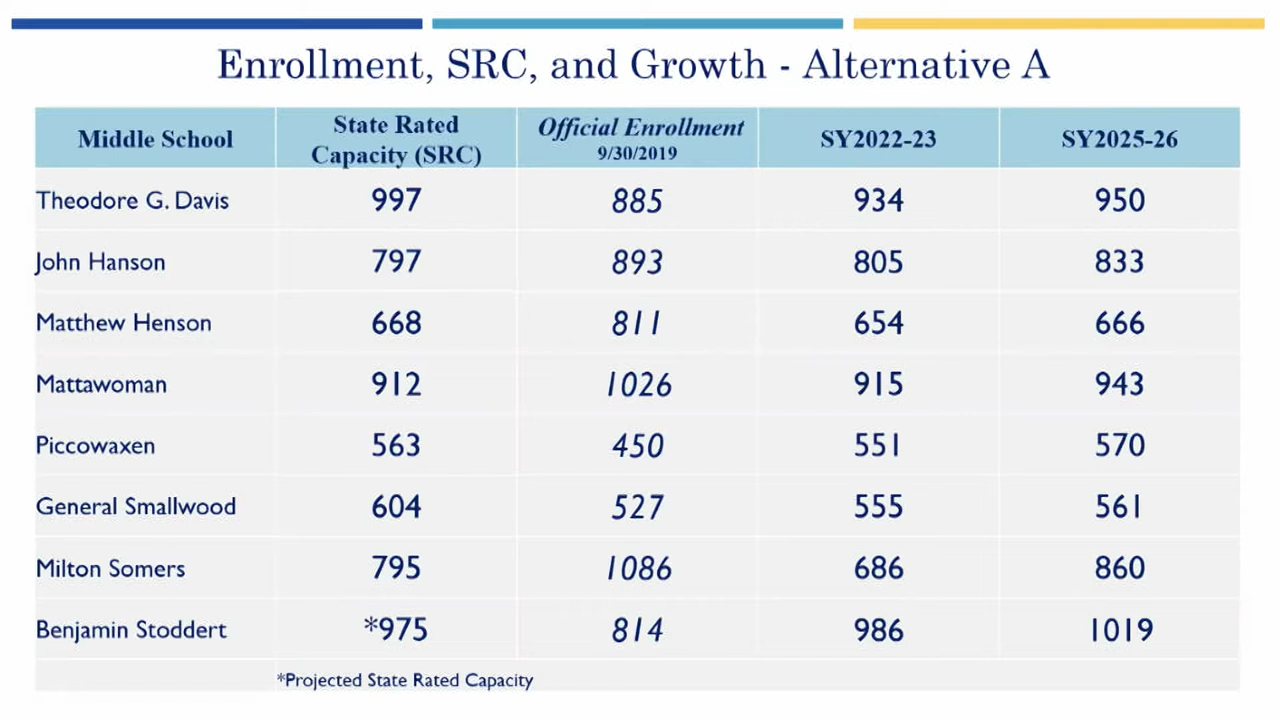 Enrollment, SRC, and Growth - Alternative A
Middle School State Rated Capacity (SRC) Official Enrollment 9/30/2019 SY2022-23 SY2025-26
Theodore G. Davis 997 885 934 950
John Hanson 797 893 805 833
Matthew Henson 668 811 654 666
Mattawoman 912 1026 915 943
Piccowaxen 563 450 551 570
General Smallwood 604 527 555 561
Milton Somers 795 1086 686 860
Benjamin Stoddert *975 814 986 1019
*Projected State Rated Capacity